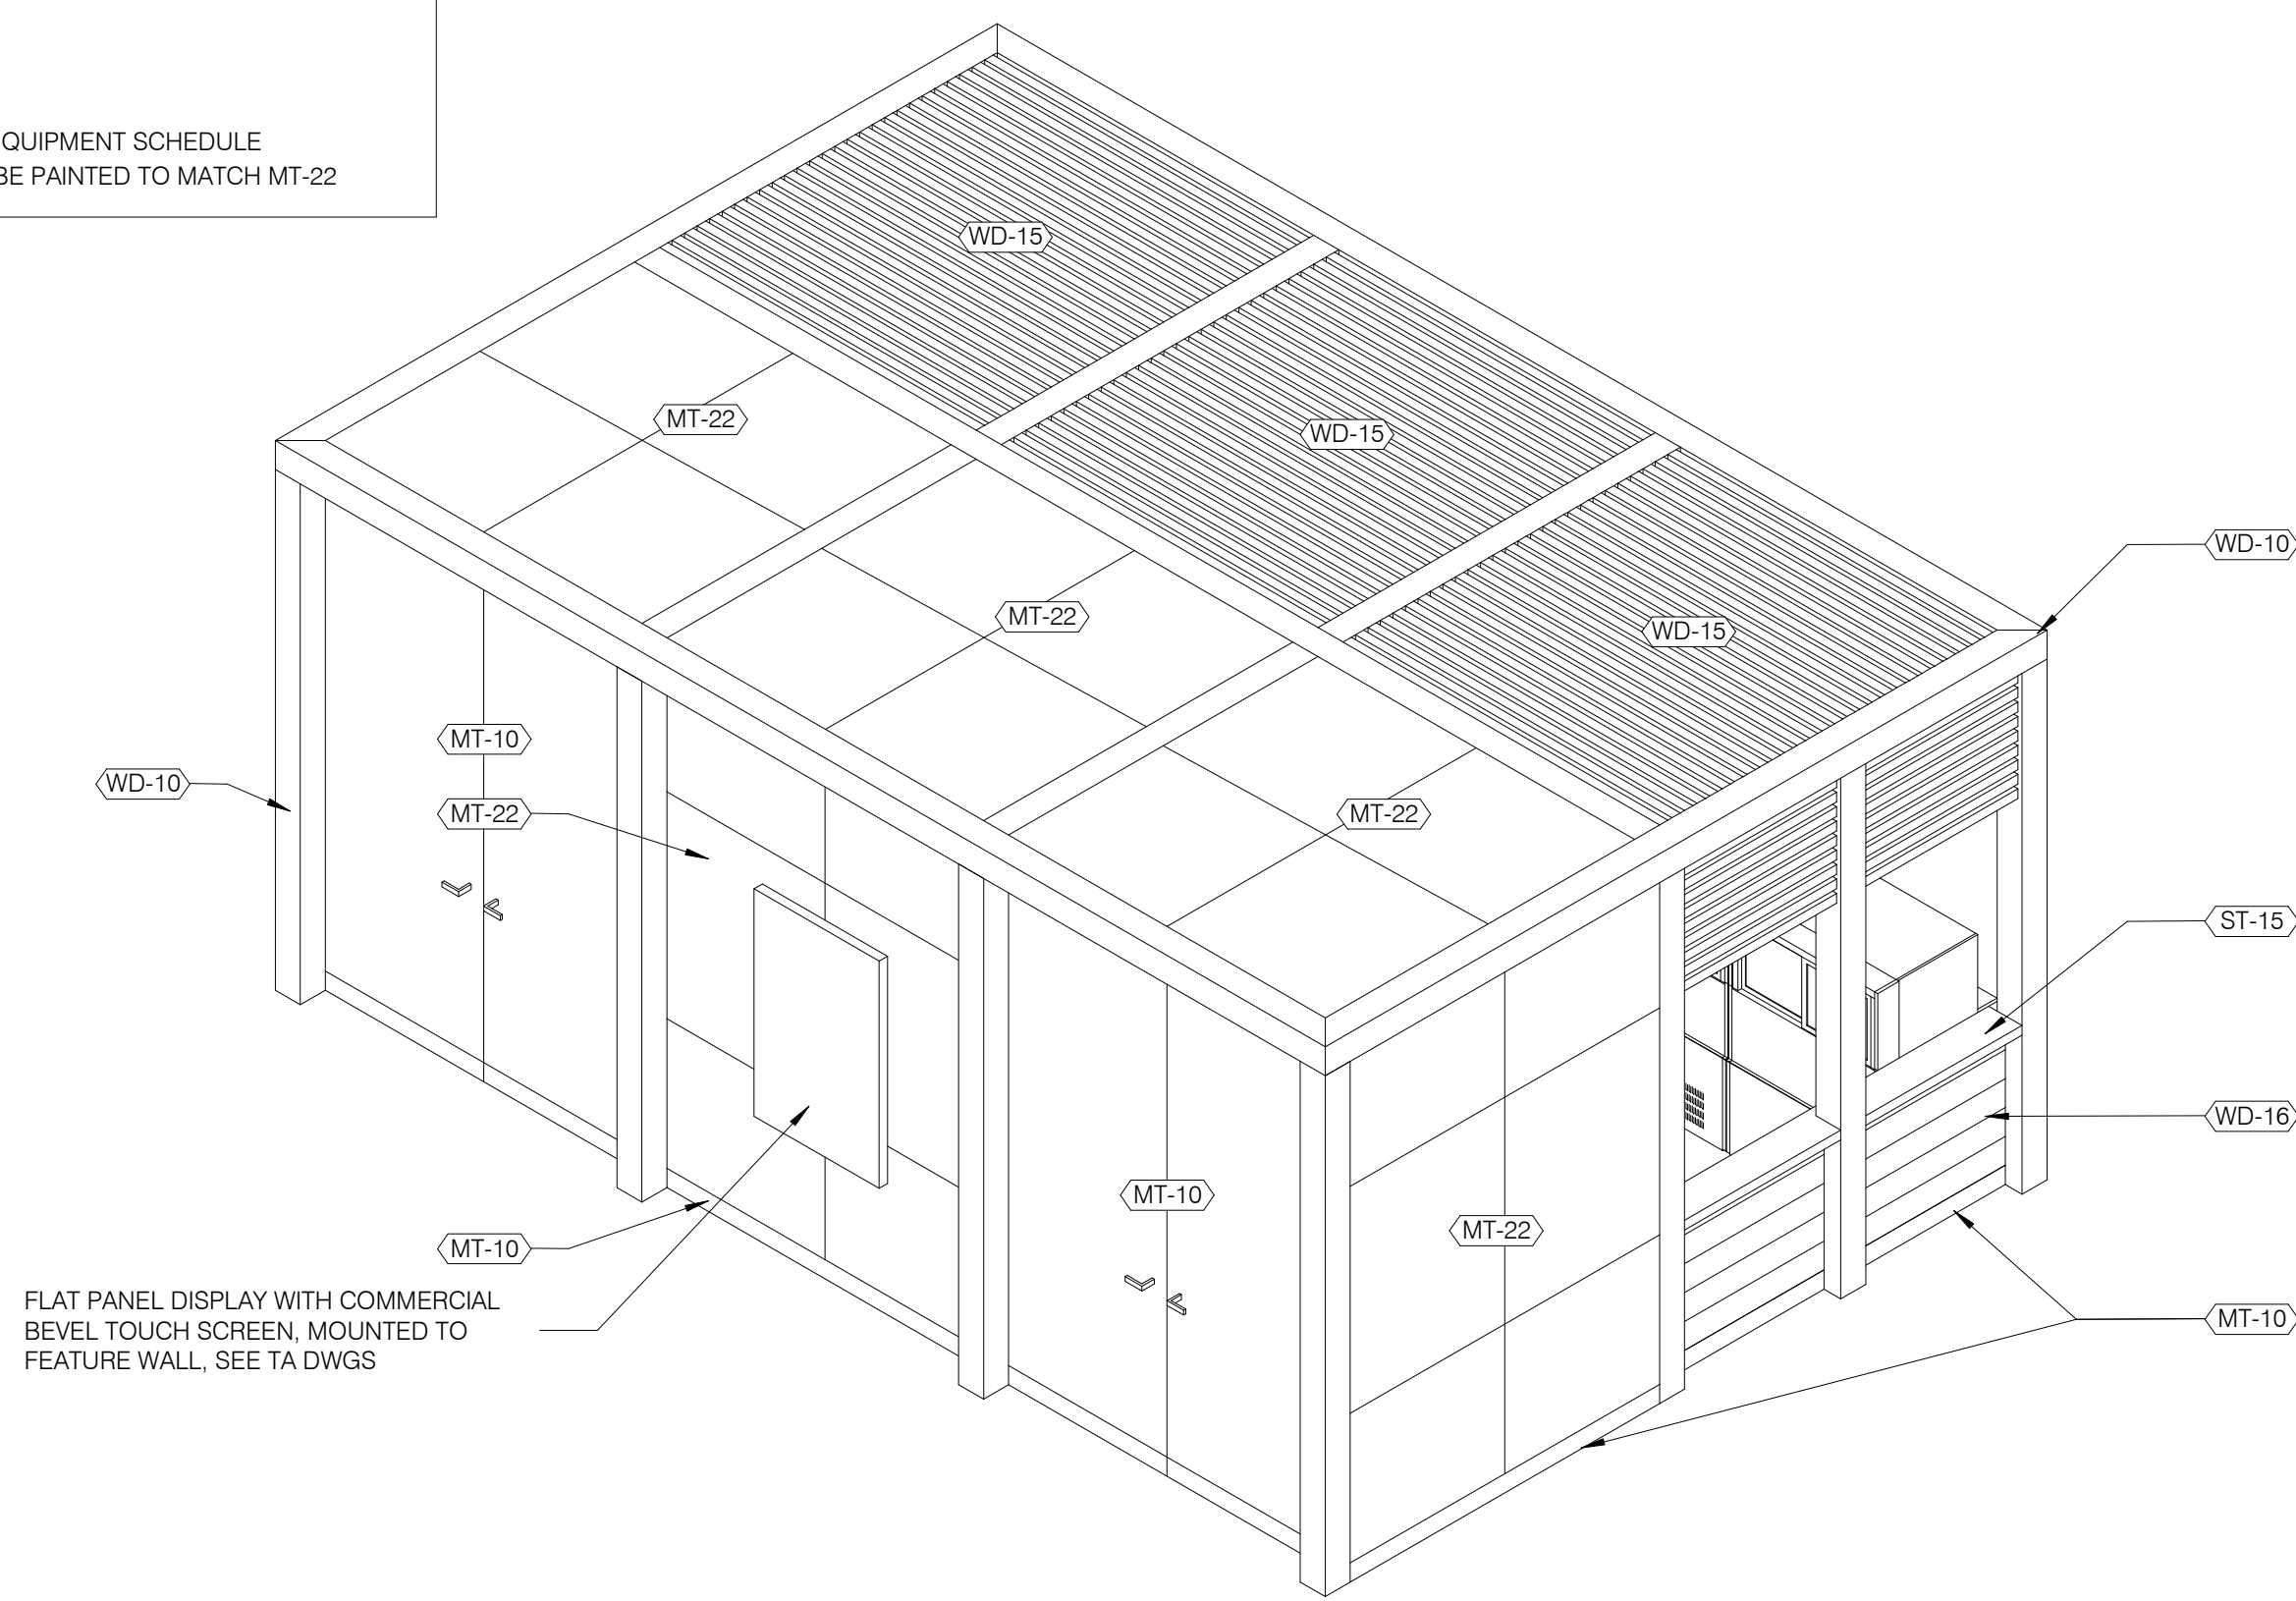 QUIPMENT SCHEDULE
BE PAINTED TO MATCH MT-22
WD-15
MT-22
WD-15
WD-10
MT-22
WD-15
MT-10
WD-10
MT-22
MT-22
ST-15
WD-16
MT-10
MT-22
MT-10
MT-10
FLAT PANEL DISPLAY WITH COMMERCIAL
BEVEL TOUCH SCREEN, MOUNTED TO
FEATURE WALL, SEE TA DWGS